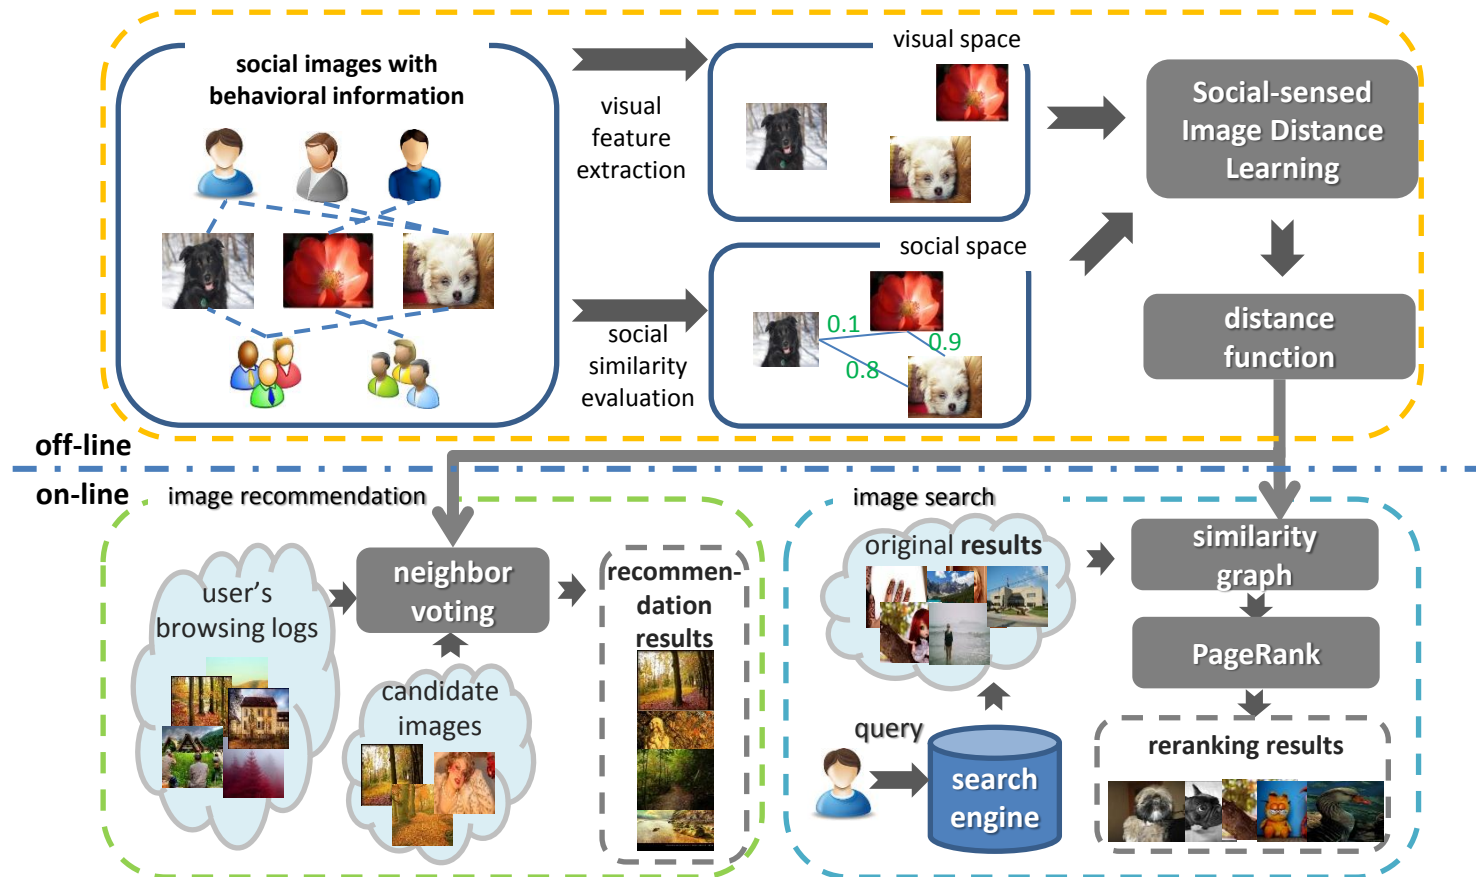 social images with
behavioral information
visual
feature
extraction
social
similarity
evaluation
visual space
social space
0.1
0.9
0.8
Social-sensed
Image Distance
Learning
distance
function
off-line
on-line
image recommendation
user's
browsing logs
neighbor
voting
candidate
images
recommen-
dation
results
image search
original results
query
search
engine
similarity
graph
PageRank
reranking results